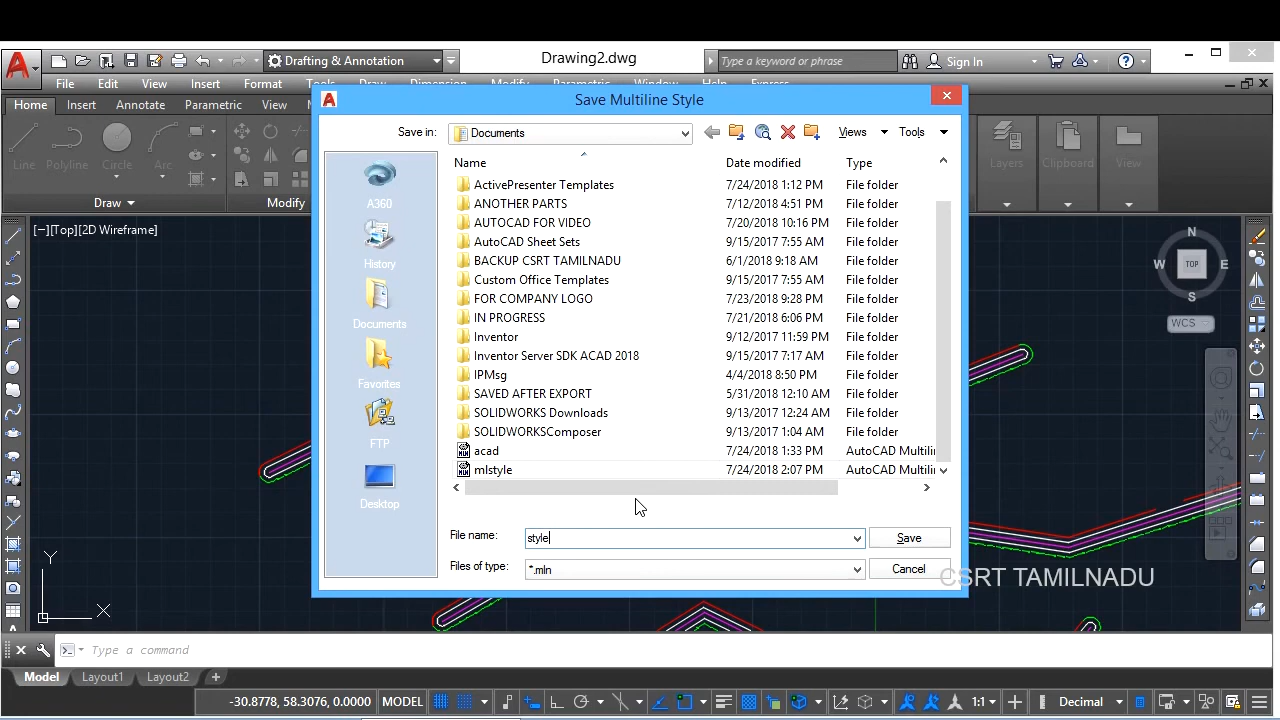 Drafting & Annotation
Drawing2.dwg
Type a keyword or phrase
Sign In
File Edit View Insert Format Tools Draw Dimension Modify Parametric Window Help Express
Home Insert Annotate Parametric View
Line Polyline Circle Arc
Draw
Modify
Layers
Clipboard
View
Save Multiline Style
Save in: Documents
Views Tools
Name Date modified Type
ActivePresenter Templates 7/24/2018 1:12 PM File folder
ANOTHER PARTS 7/12/2018 4:51 PM File folder
AUTOCAD FOR VIDEO 7/20/2018 10:16 PM File folder
AutoCAD Sheet Sets 9/15/2017 7:55 AM File folder
BACKUP CSRT TAMILNADU 6/1/2018 9:18 AM File folder
Custom Office Templates 9/15/2017 7:55 AM File folder
FOR COMPANY LOGO 7/23/2018 9:28 PM File folder
IN PROGRESS 7/21/2018 6:06 PM File folder
Inventor 9/12/2017 11:59 PM File folder
Inventor Server SDK ACAD 2018 9/15/2017 7:17 AM File folder
IPMsg 4/4/2018 8:50 PM File folder
SAVED AFTER EXPORT 5/31/2018 12:10 AM File folder
SOLIDWORKS Downloads 9/13/2017 12:24 AM File folder
SOLIDWORKSComposer 9/13/2017 1:04 AM File folder
acad 7/24/2018 1:33 PM AutoCAD Multili
mlstyle 7/24/2018 2:07 PM AutoCAD Multili
A360
History
Documents
Favorites
FTP
Desktop
File name: style Save
Files of type: *.mln Cancel
[−][Top][2D Wireframe]
N
W TOP E
S
WCS
Y
X
CSRT TAMILNADU
Type a command
Model Layout1 Layout2 +
-30.8778, 58.3076, 0.0000 MODEL 1:1 Decimal